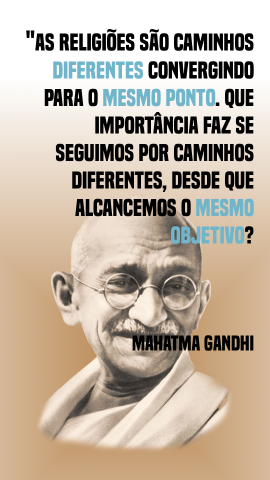 "AS RELIGIÕES SÃO CAMINHOS
DIFERENTES CONVERGINDO
PARA O MESMO PONTO. QUE
IMPORTÂNCIA FAZ SE
SEGUIMOS POR CAMINHOS
DIFERENTES, DESDE QUE
ALCANCEMOS O MESMO
OBJETIVO?
MAHATMA GANDHI